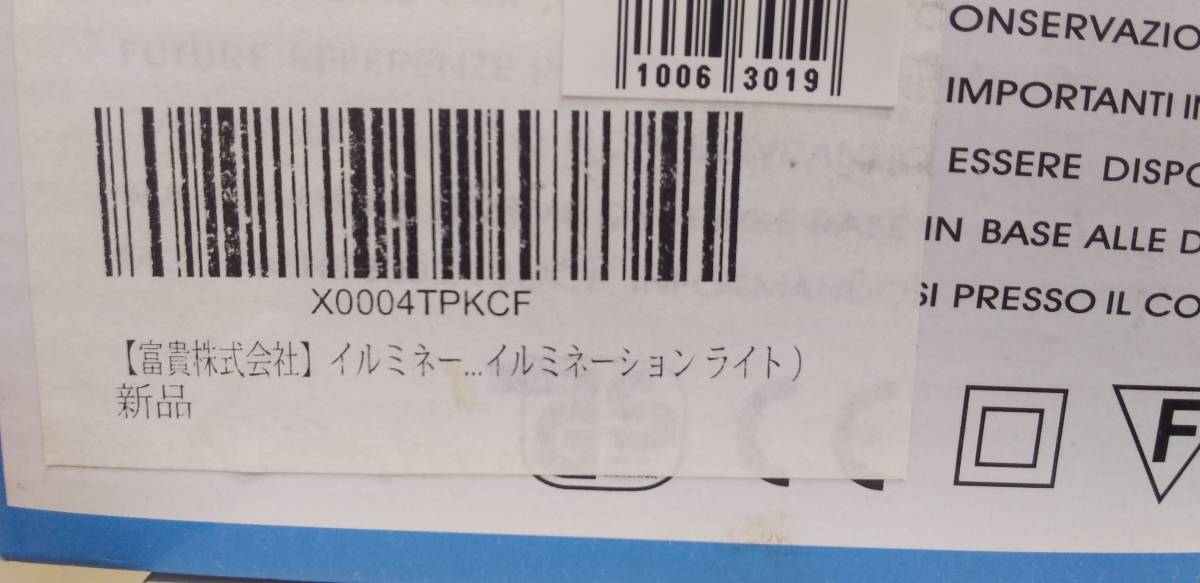 FUTURE REFERENZE
1006 3019
ONSERVAZIO
IMPORTANTI I
ESSERE DISPO
IN BASE ALLE D
SI PRESSO IL CO
X0004TPKCF
【富貴株式会社】イルミネー...イルミネーション ライト)
新品
F